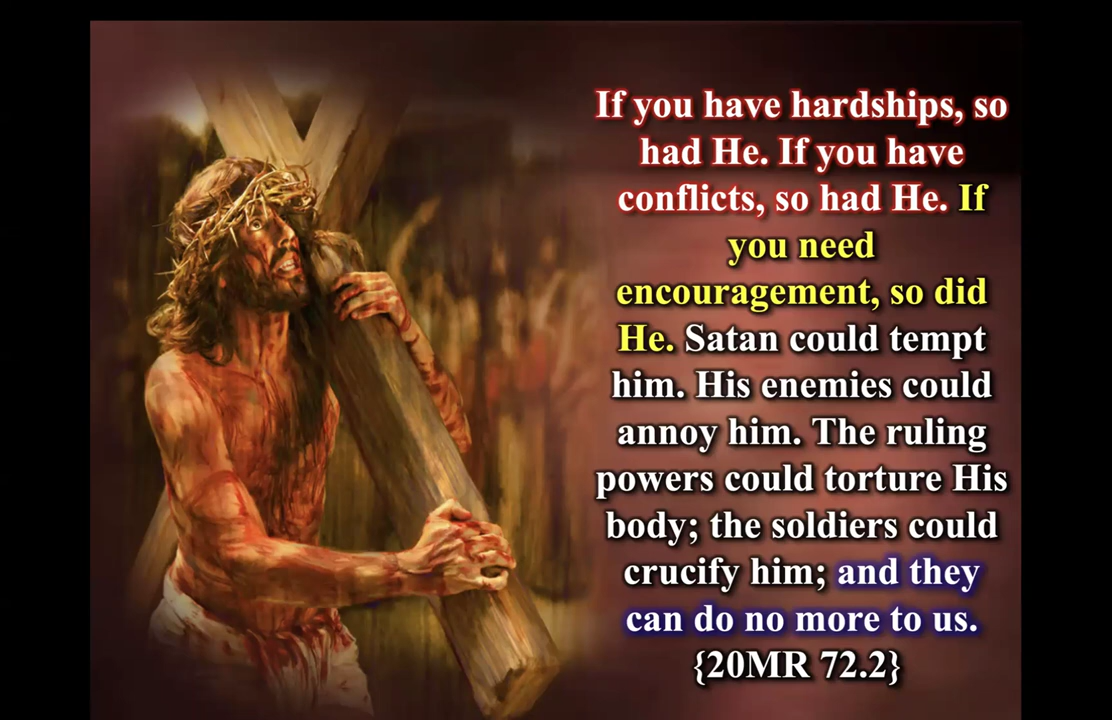 If you have hardships, so
had He. If you have
conflicts, so had He. If
you need
encouragement, so did
He. Satan could tempt
him. His enemies could
annoy him. The ruling
powers could torture His
body; the soldiers could
crucify him; and they
can do no more to us.
{20MR 72.2}